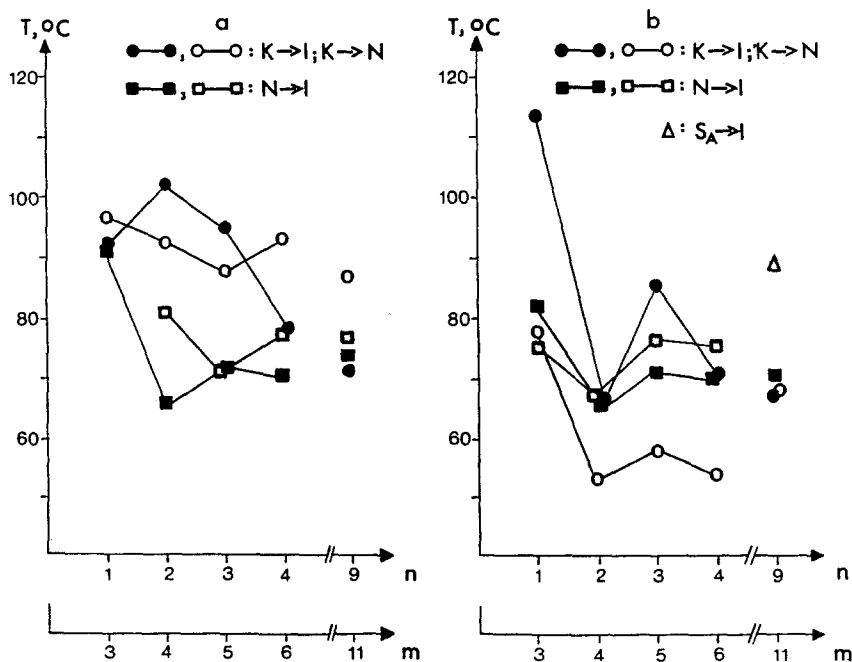 T, °C
a
●—●, ○—○ : K→I; K→N
■—■, □—□ : N→I
120
100
80
60
1 2 3 4 9 n
3 4 5 6 11 m
T, °C
b
●—●, ○—○ : K→I; K→N
■—■, □—□ : N→I
Δ : S_A→I
120
100
80
60
1 2 3 4 9 n
3 4 5 6 11 m